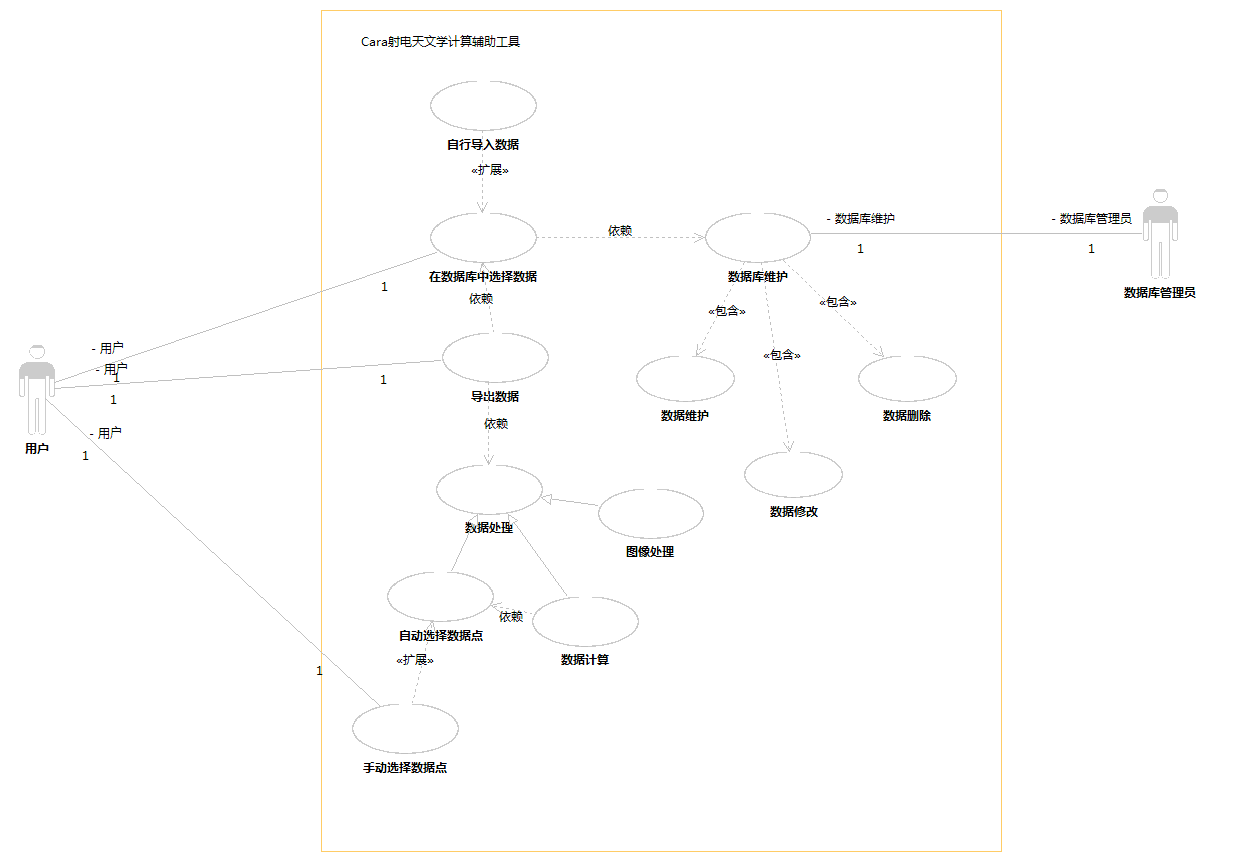 Cara射电天文学计算辅助工具
自行导入数据
«扩展»
在数据库中选择数据
依赖
数据库维护
- 数据库维护
1
- 数据库管理员
1
数据库管理员
1
依赖
«包含»
«包含»
«包含»
- 用户
1
- 用户
1
1
导出数据
依赖
数据维护
数据删除
- 用户
1
用户
数据处理
数据修改
图像处理
自动选择数据点
依赖
数据计算
«扩展»
1
手动选择数据点